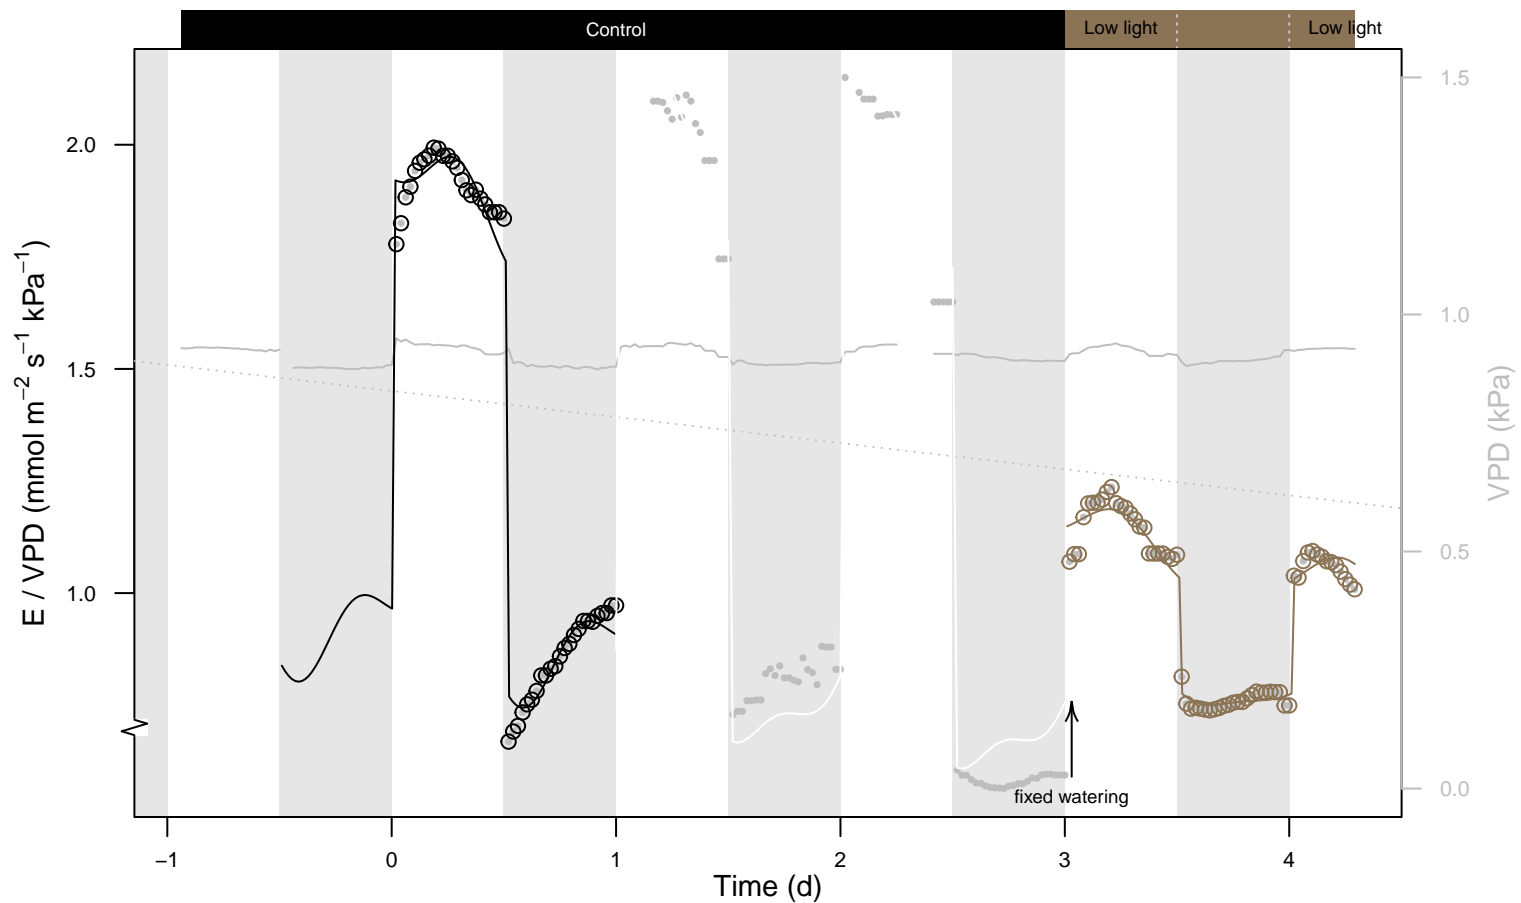 Control
Low light
Low light
2.0
1.5
1.0
E / VPD (mmol m−2 s−1 kPa−1)
1.5
1.0
0.5
0.0
VPD (kPa)
fixed watering
−1
0
1
2
3
4
Time (d)